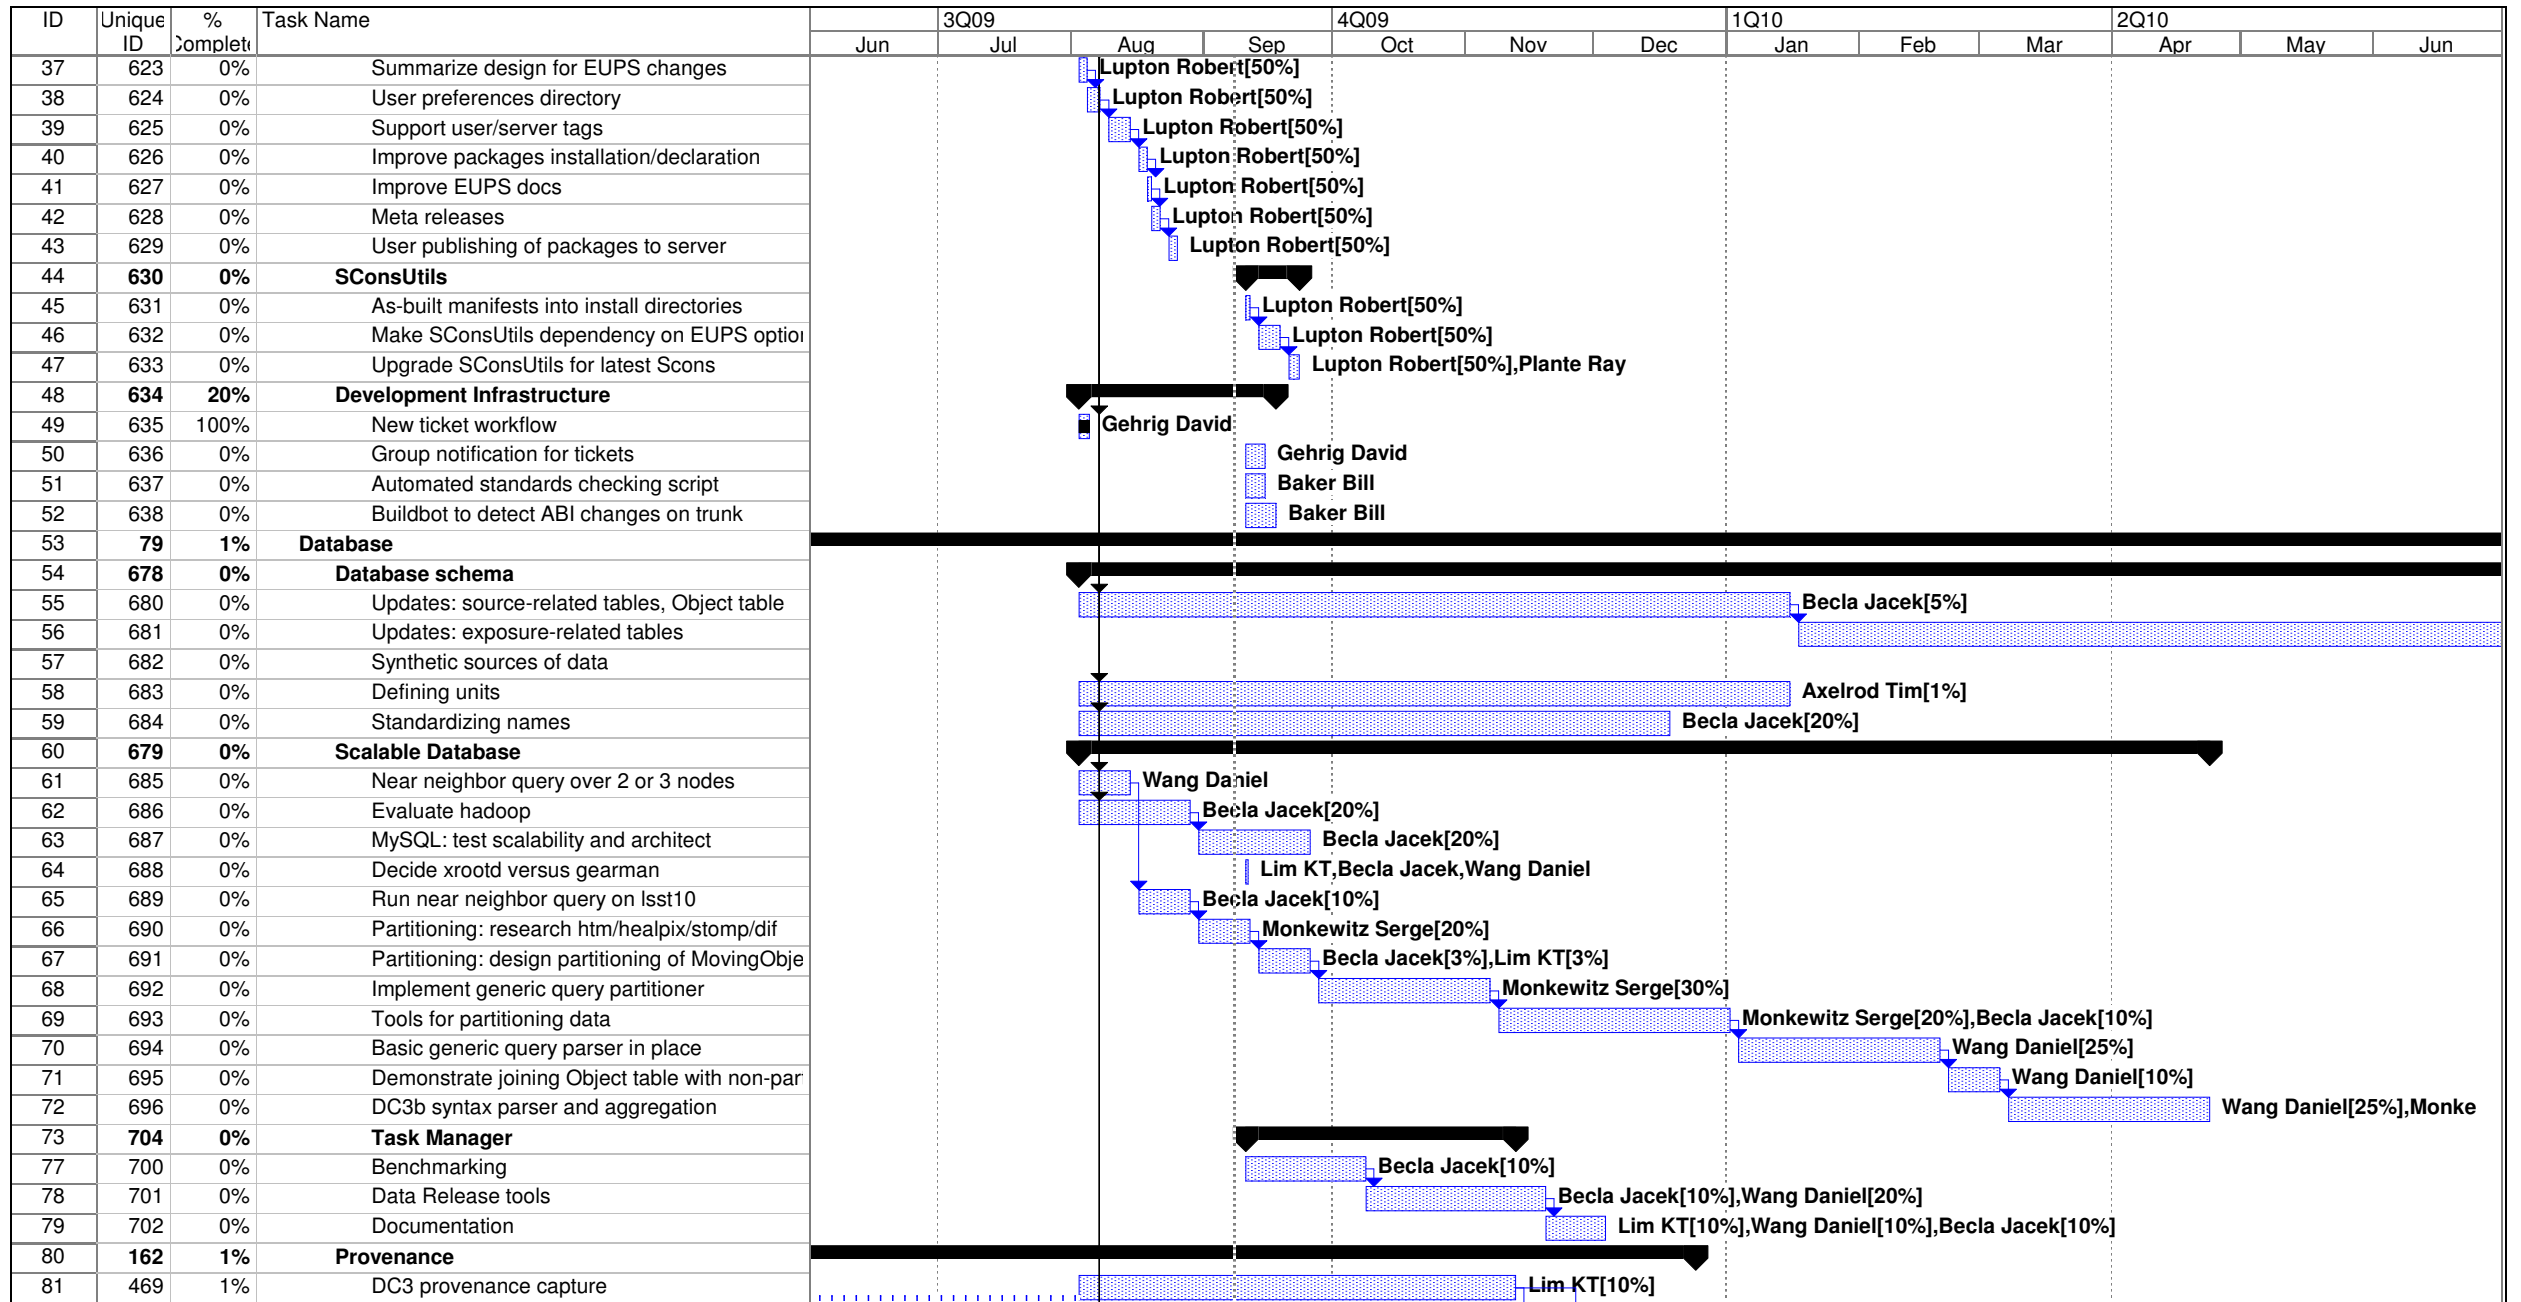 ID Unique ID % Complete Task Name 3Q09 4Q09 1Q10 2Q10
Jun Jul Aug Sep Oct Nov Dec Jan Feb Mar Apr May Jun
37 623 0% Summarize design for EUPS changes Lupton Robert[50%]
38 624 0% User preferences directory Lupton Robert[50%]
39 625 0% Support user/server tags Lupton Robert[50%]
40 626 0% Improve packages installation/declaration Lupton Robert[50%]
41 627 0% Improve EUPS docs Lupton Robert[50%]
42 628 0% Meta releases Lupton Robert[50%]
43 629 0% User publishing of packages to server Lupton Robert[50%]
44 630 0% SConsUtils
45 631 0% As-built manifests into install directories Lupton Robert[50%]
46 632 0% Make SConsUtils dependency on EUPS optior Lupton Robert[50%]
47 633 0% Upgrade SConsUtils for latest Scons Lupton Robert[50%],Plante Ray
48 634 20% Development Infrastructure
49 635 100% New ticket workflow Gehrig David
50 636 0% Group notification for tickets Gehrig David
51 637 0% Automated standards checking script Baker Bill
52 638 0% Buildbot to detect ABI changes on trunk Baker Bill
53 79 1% Database
54 678 0% Database schema
55 680 0% Updates: source-related tables, Object table Becla Jacek[5%]
56 681 0% Updates: exposure-related tables
57 682 0% Synthetic sources of data
58 683 0% Defining units Axelrod Tim[1%]
59 684 0% Standardizing names Becla Jacek[20%]
60 679 0% Scalable Database
61 685 0% Near neighbor query over 2 or 3 nodes Wang Daniel
62 686 0% Evaluate hadoop Becla Jacek[20%]
63 687 0% MySQL: test scalability and architect Becla Jacek[20%]
64 688 0% Decide xrootd versus gearman Lim KT,Becla Jacek,Wang Daniel
65 689 0% Run near neighbor query on lsst10 Becla Jacek[10%]
66 690 0% Partitioning: research htm/healpix/stomp/dif Monkewitz Serge[20%]
67 691 0% Partitioning: design partitioning of MovingObje Becla Jacek[3%],Lim KT[3%]
68 692 0% Implement generic query partitioner Monkewitz Serge[30%]
69 693 0% Tools for partitioning data Monkewitz Serge[20%],Becla Jacek[10%]
70 694 0% Basic generic query parser in place Wang Daniel[25%]
71 695 0% Demonstrate joining Object table with non-par Wang Daniel[10%]
72 696 0% DC3b syntax parser and aggregation Wang Daniel[25%],Monke
73 704 0% Task Manager
77 700 0% Benchmarking Becla Jacek[10%]
78 701 0% Data Release tools Becla Jacek[10%],Wang Daniel[20%]
79 702 0% Documentation Lim KT[10%],Wang Daniel[10%],Becla Jacek[10%]
80 162 1% Provenance
81 469 1% DC3 provenance capture Lim KT[10%]